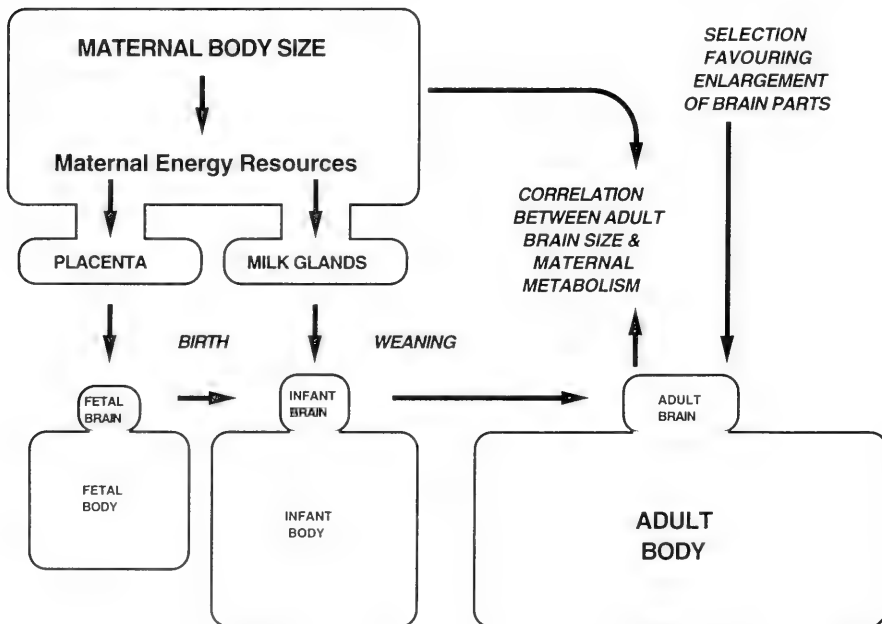 MATERNAL BODY SIZE
Maternal Energy Resources
PLACENTA
MILK GLANDS
SELECTION
FAVOURING
ENLARGEMENT
OF BRAIN PARTS
CORRELATION
BETWEEN ADULT
BRAIN SIZE &
MATERNAL
METABOLISM
BIRTH
WEANING
FETAL
BRAIN
INFANT
BRAIN
ADULT
BRAIN
FETAL
BODY
INFANT
BODY
ADULT
BODY